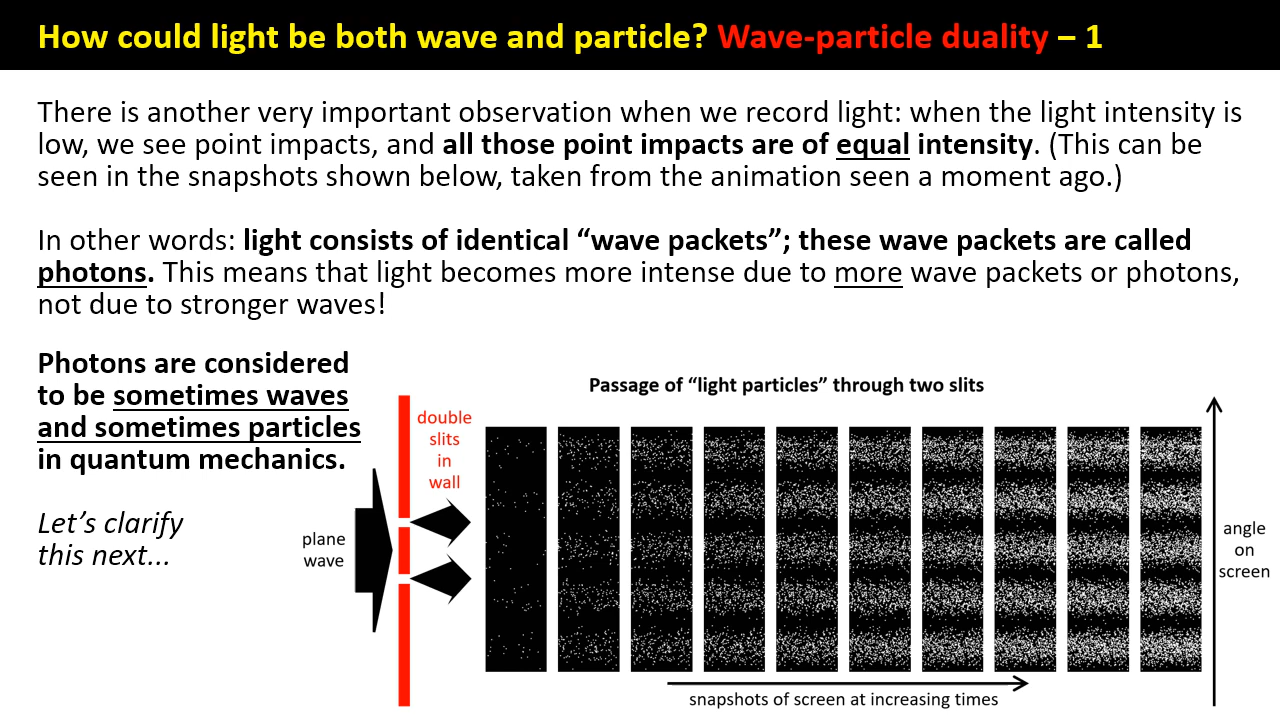 How could light be both wave and particle? Wave-particle duality – 1
There is another very important observation when we record light: when the light intensity is
low, we see point impacts, and all those point impacts are of equal intensity. (This can be
seen in the snapshots shown below, taken from the animation seen a moment ago.)
In other words: light consists of identical “wave packets”; these wave packets are called
photons. This means that light becomes more intense due to more wave packets or photons,
not due to stronger waves!
Photons are considered
to be sometimes waves
and sometimes particles
in quantum mechanics.
Let’s clarify
this next...
Passage of “light particles” through two slits
double
slits
in
wall
plane
wave
angle
on
screen
snapshots of screen at increasing times